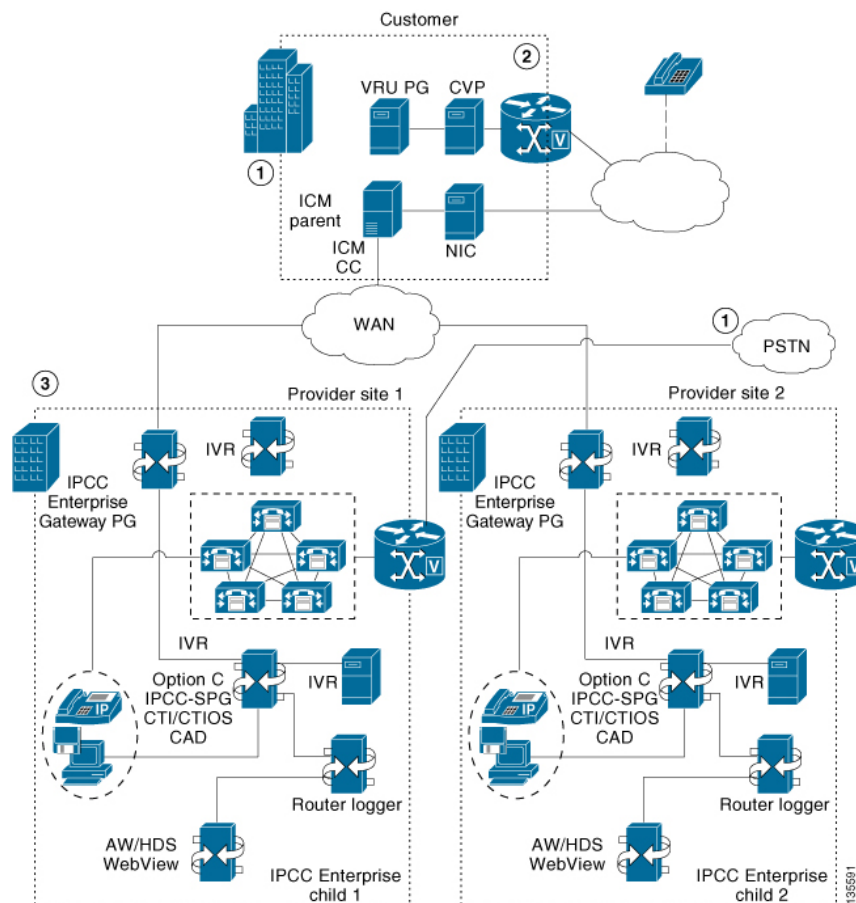 Customer
2
VRU PG
CVP
V
1
ICM
parent
ICM
CC
NIC
WAN
1
PSTN
3
Provider site 1
Provider site 2
IVR
IVR
IPCC
Enterprise
Gateway PG
IPCC
Enterprise
Gateway PG
V
V
IVR
IVR
Option C
IPCC-SPG
CTI/CTIOS
CAD
IVR
Option C
IPCC-SPG
CTI/CTIOS
CAD
IVR
IP
IP
Router logger
Router logger
AW/HDS
WebView
AW/HDS
WebView
IPCC Enterprise
child 1
IPCC Enterprise
child 2
135591